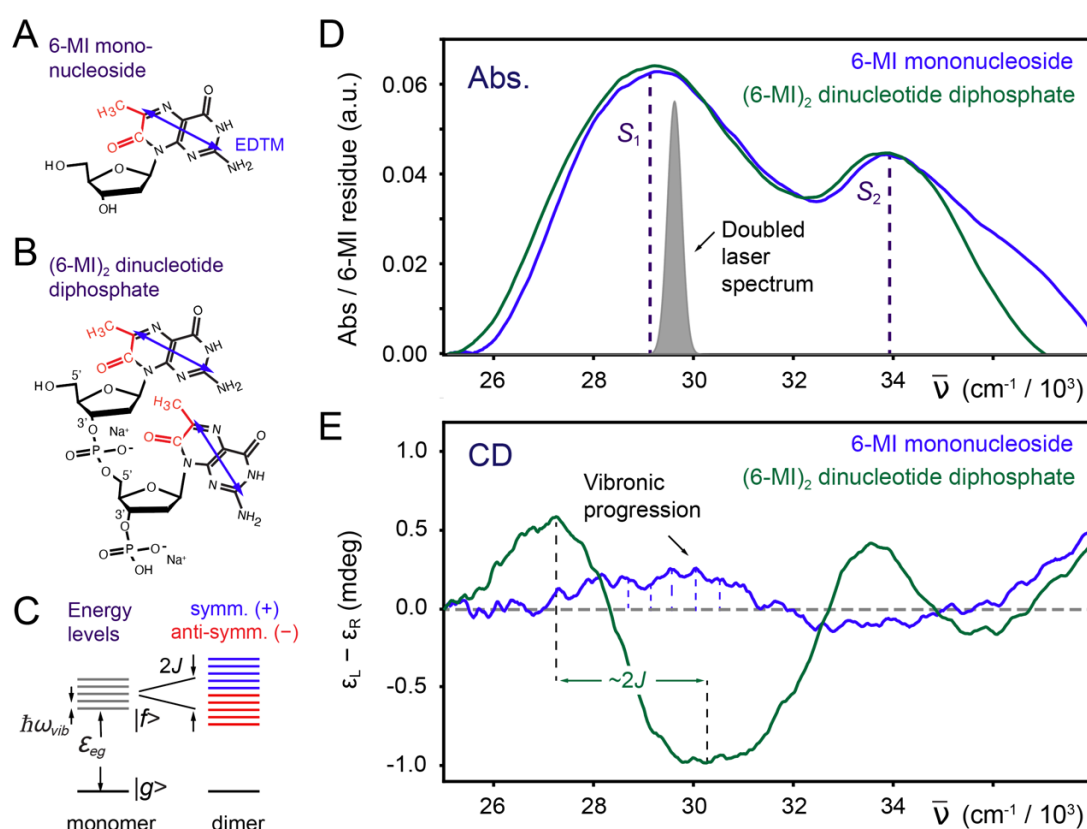 A
6-MI mono-
nucleoside
H₃C
N
O
NH
O
C
N
N
NH₂
EDTM
HO
O
OH
B
(6-MI)₂ dinucleotide
diphosphate
H₃C
N
O
NH
O
C
N
N
NH₂
HO
5'
O
3'
H₃C
O
Na⁺
O
P
O⁻
O
C
N
O
NH
O
5'
N
N
NH₂
O
3'
O
O
P
O⁻
Na⁺
OH
C
Energy
levels
symm. (+)
anti-symm. (−)
2J
ħω_vib
|f>
ε_eg
|g>
monomer
dimer
D
Abs.
6-MI mononucleoside
(6-MI)₂ dinucleotide diphosphate
S₁
S₂
Doubled
laser
spectrum
Abs / 6-MI residue (a.u.)
0.06
0.04
0.02
0.00
26
28
30
32
34
ν̄ (cm⁻¹ / 10³)
E
CD
6-MI mononucleoside
(6-MI)₂ dinucleotide diphosphate
Vibronic
progression
~2J
ε_L − ε_R (mdeg)
1.0
0.5
0.0
-0.5
-1.0
26
28
30
32
34
ν̄ (cm⁻¹ / 10³)